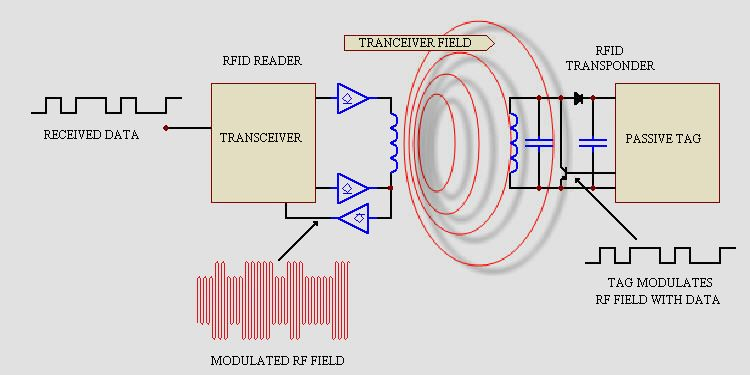 TRANCEIVER FIELD
RFID READER
RFID
TRANSPONDER
RECEIVED DATA
TRANSCEIVER
PASSIVE TAG
TAG MODULATES
RF FIELD WITH DATA
MODULATED RF FIELD